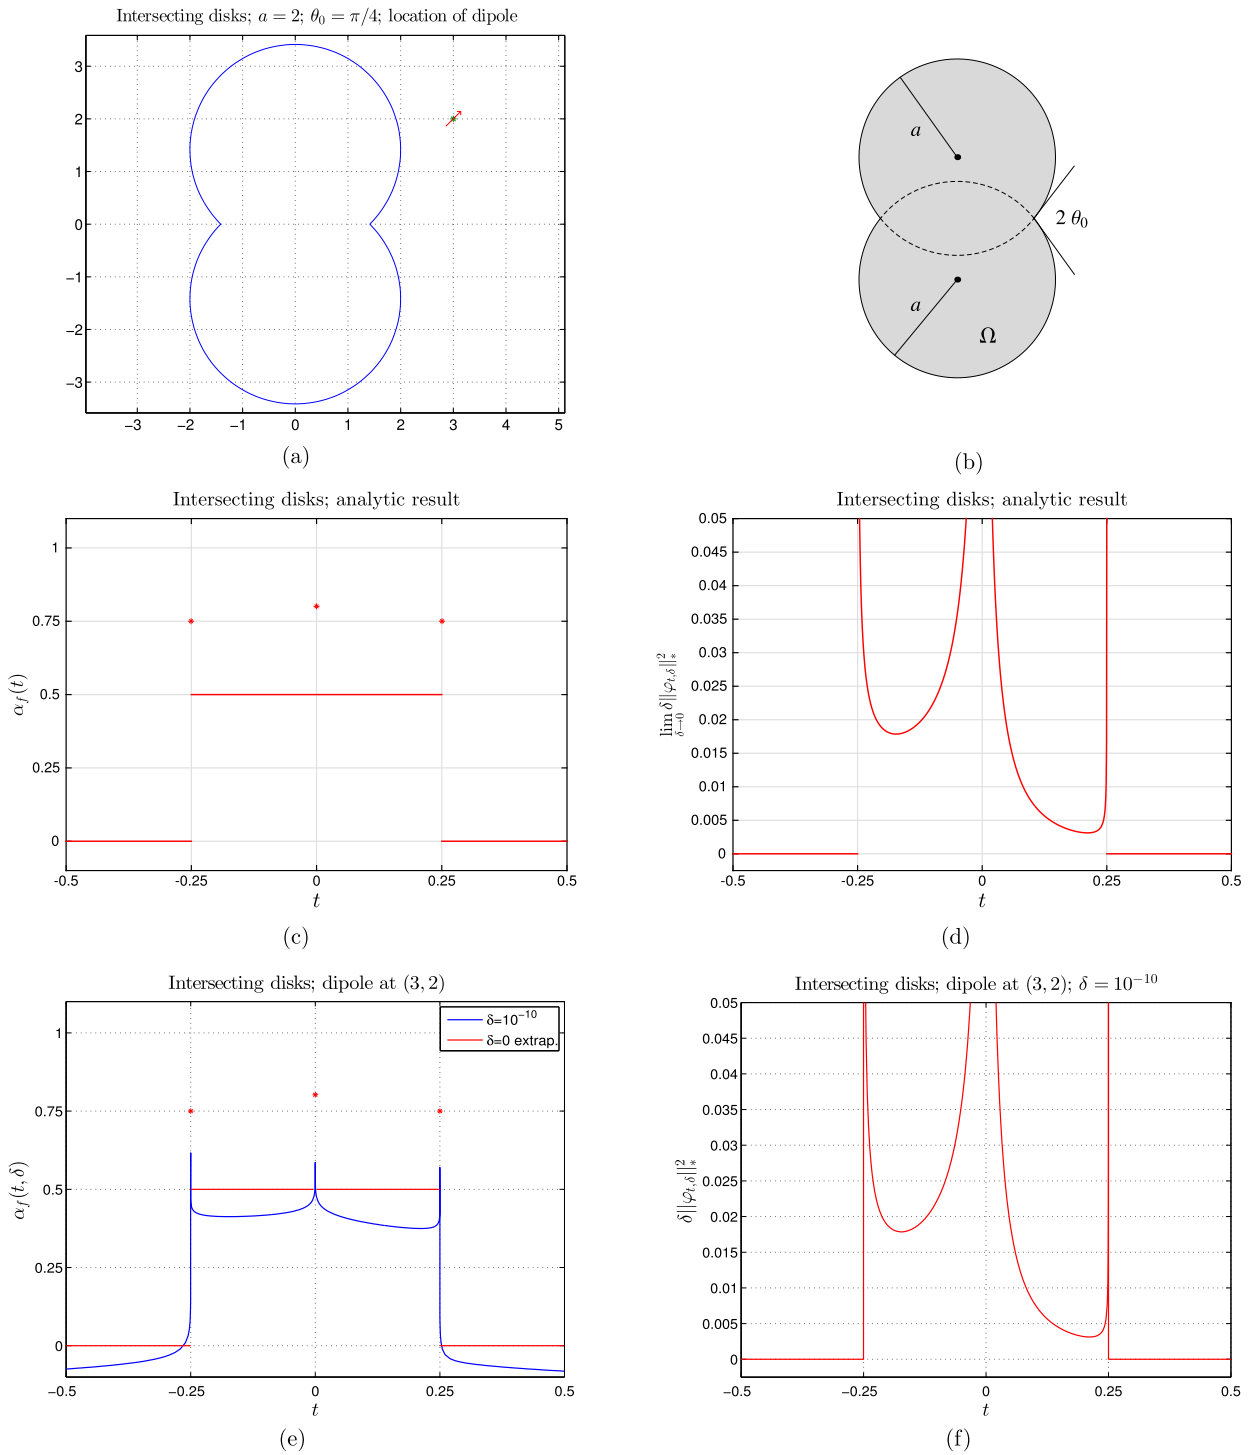 Intersecting disks; a = 2; θ₀ = π/4; location of dipole
3
2
1
0
−1
−2
−3
−3 −2 −1 0 1 2 3 4 5
(a)
a
2 θ₀
a
Ω
(b)
Intersecting disks; analytic result
1
0.75
0.5
0.25
0
α_f(t)
-0.5 -0.25 0 0.25 0.5
t
(c)
Intersecting disks; analytic result
0.05
0.045
0.04
0.035
0.03
0.025
0.02
0.015
0.01
0.005
0
lim δ→0 δ||φ_{t,δ}||²_*
-0.5 -0.25 0 0.25 0.5
t
(d)
Intersecting disks; dipole at (3, 2)
δ=10⁻¹⁰
δ=0 extrap.
1
0.75
0.5
0.25
0
α_f(t, δ)
−0.5 −0.25 0 0.25 0.5
t
(e)
Intersecting disks; dipole at (3, 2); δ = 10⁻¹⁰
0.05
0.045
0.04
0.035
0.03
0.025
0.02
0.015
0.01
0.005
0
δ||φ_{t,δ}||²_*
−0.5 −0.25 0 0.25 0.5
t
(f)